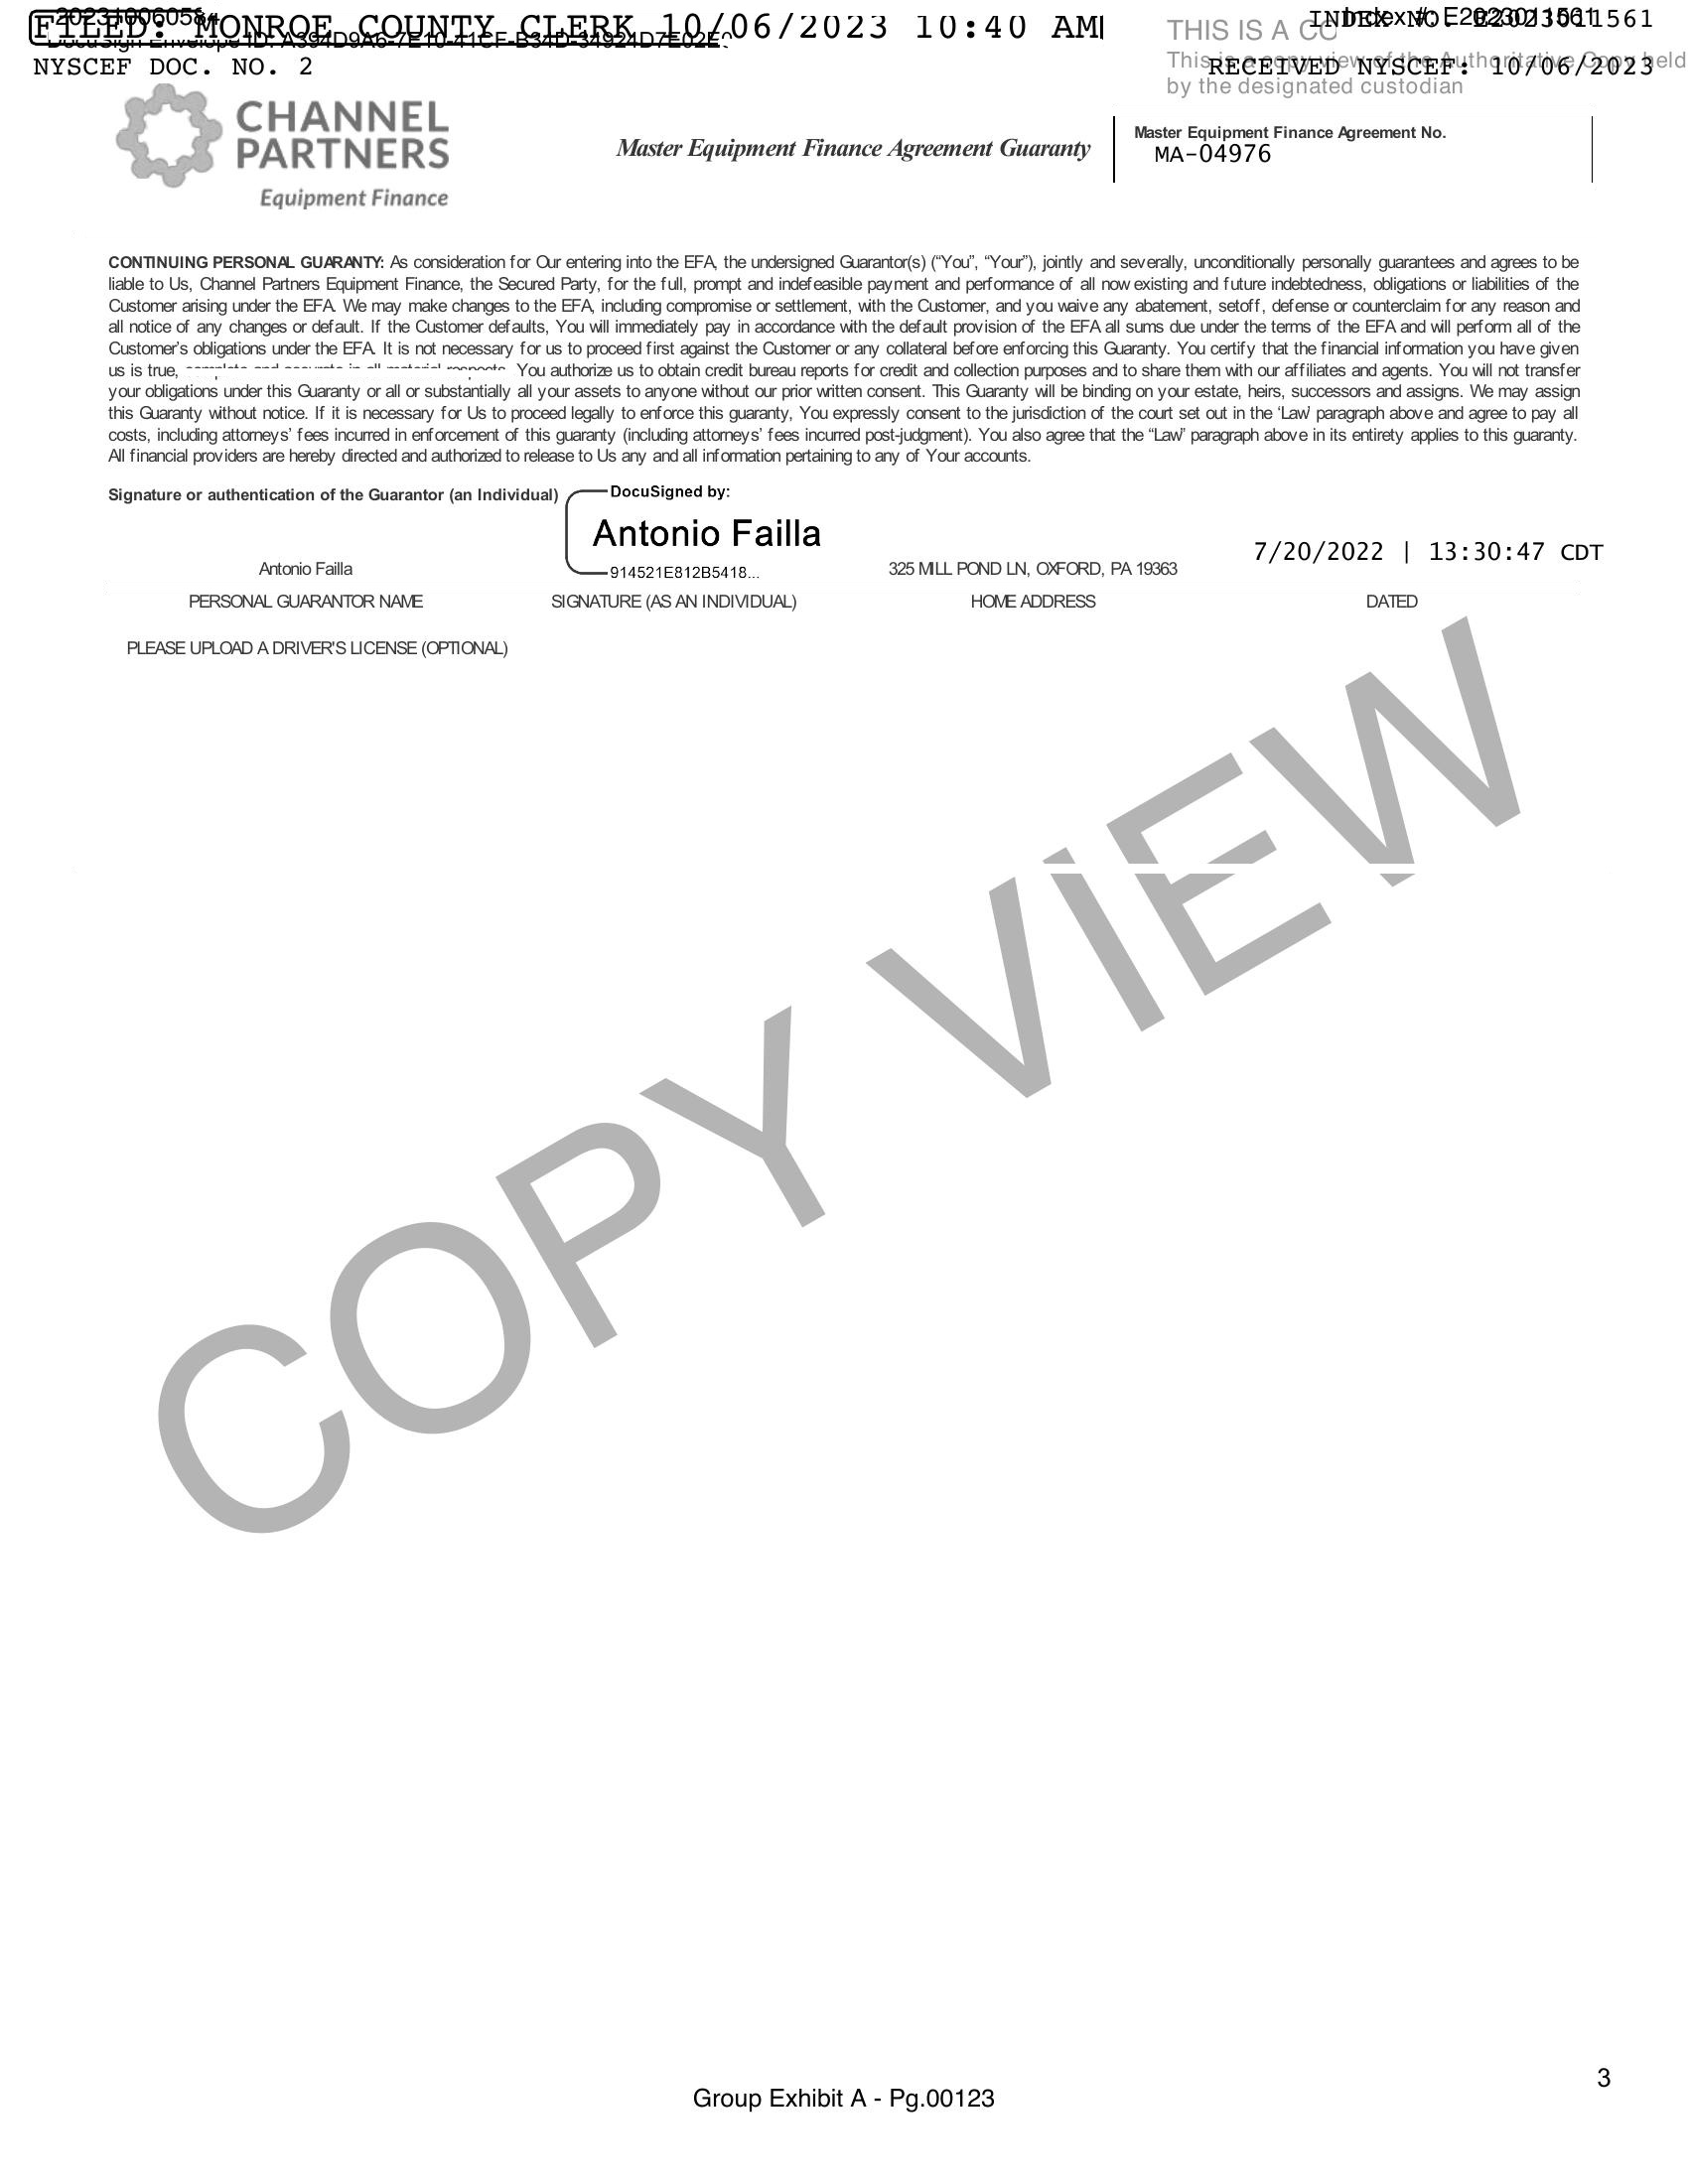 202310060584
FILED: MONROE COUNTY CLERK 10/06/2023 10:40 AM
INDEX NO. E2023011561
Index #: E2023011561
DocuSign Envelope ID: A394D9A6-7E10-41CF-B34D-34924D7E02E
THIS IS A CO
NYSCEF DOC. NO. 2
RECEIVED NYSCEF: 10/06/2023
This is a copy view of the Authoritative Copy held
by the designated custodian
CHANNEL
PARTNERS
Equipment Finance
Master Equipment Finance Agreement Guaranty
Master Equipment Finance Agreement No.
MA-04976
CONTINUING PERSONAL GUARANTY: As consideration for Our entering into the EFA, the undersigned Guarantor(s) (“You”, “Your”), jointly and severally, unconditionally personally guarantees and agrees to be
liable to Us, Channel Partners Equipment Finance, the Secured Party, for the full, prompt and indefeasible payment and performance of all now existing and future indebtedness, obligations or liabilities of the
Customer arising under the EFA. We may make changes to the EFA, including compromise or settlement, with the Customer, and you waive any abatement, setoff, defense or counterclaim for any reason and
all notice of any changes or default. If the Customer defaults, You will immediately pay in accordance with the default provision of the EFA all sums due under the terms of the EFA and will perform all of the
Customer’s obligations under the EFA. It is not necessary for us to proceed first against the Customer or any collateral before enforcing this Guaranty. You certify that the financial information you have given
us is true, complete and accurate in all material respects. You authorize us to obtain credit bureau reports for credit and collection purposes and to share them with our affiliates and agents. You will not transfer
your obligations under this Guaranty or all or substantially all your assets to anyone without our prior written consent. This Guaranty will be binding on your estate, heirs, successors and assigns. We may assign
this Guaranty without notice. If it is necessary for Us to proceed legally to enforce this guaranty, You expressly consent to the jurisdiction of the court set out in the ‘Law’ paragraph above and agree to pay all
costs, including attorneys’ fees incurred in enforcement of this guaranty (including attorneys’ fees incurred post-judgment). You also agree that the “Law” paragraph above in its entirety applies to this guaranty.
All financial providers are hereby directed and authorized to release to Us any and all information pertaining to any of Your accounts.
Signature or authentication of the Guarantor (an Individual)
DocuSigned by:
Antonio Failla
914521E812B5418...
Antonio Failla
325 MILL POND LN, OXFORD, PA 19363
7/20/2022 | 13:30:47 CDT
PERSONAL GUARANTOR NAME
SIGNATURE (AS AN INDIVIDUAL)
HOME ADDRESS
DATED
PLEASE UPLOAD A DRIVER'S LICENSE (OPTIONAL)
COPY VIEW
3
Group Exhibit A - Pg.00123